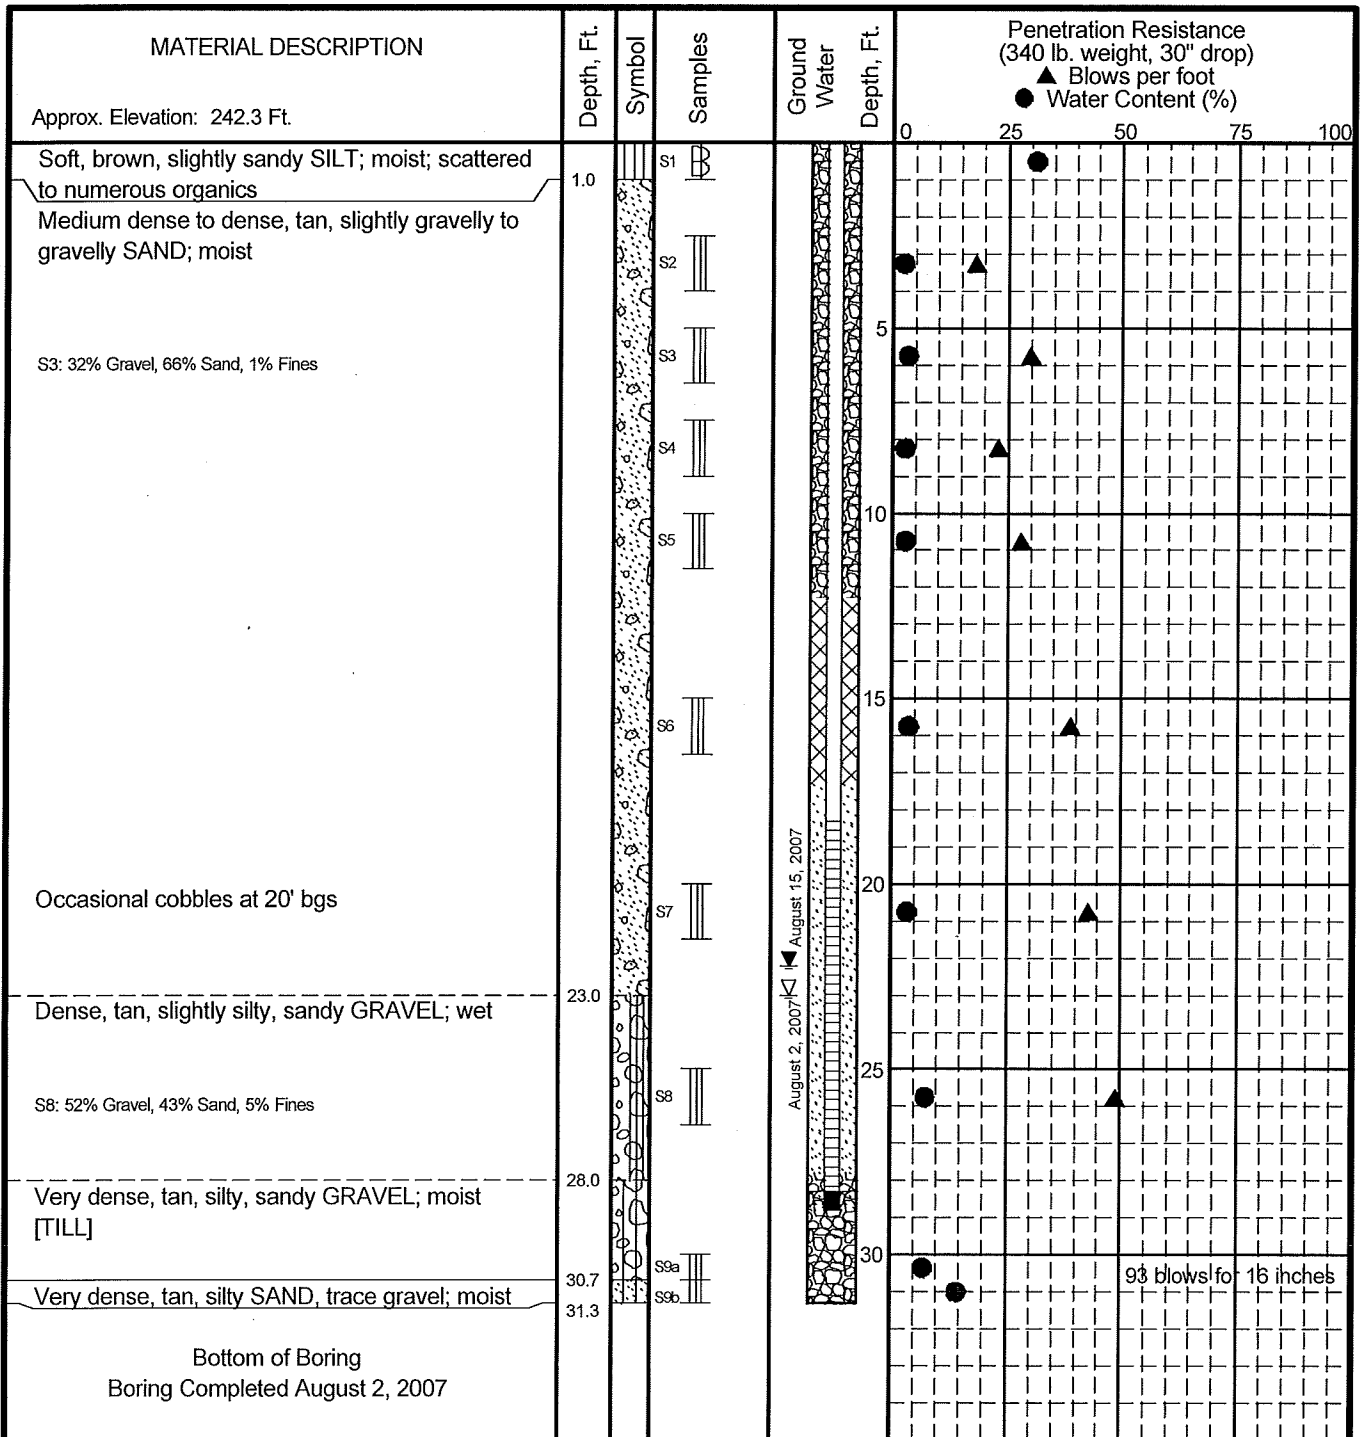 MATERIAL DESCRIPTION
Approx. Elevation: 242.3 Ft.
Depth, Ft.
Symbol
Samples
Ground
Water
Depth, Ft.
Penetration Resistance
(340 lb. weight, 30" drop)
▲ Blows per foot
● Water Content (%)
0 25 50 75 100
Soft, brown, slightly sandy SILT; moist; scattered
to numerous organics
1.0
S1
Medium dense to dense, tan, slightly gravelly to
gravelly SAND; moist
S2
5
S3: 32% Gravel, 66% Sand, 1% Fines
S3
S4
10
S5
15
S6
August 15, 2007
20
Occasional cobbles at 20' bgs
S7
23.0
Dense, tan, slightly silty, sandy GRAVEL; wet
August 2, 2007
25
S8: 52% Gravel, 43% Sand, 5% Fines
S8
28.0
Very dense, tan, silty, sandy GRAVEL; moist
[TILL]
30
S9a
30.7
93 blows for 16 inches
Very dense, tan, silty SAND, trace gravel; moist
S9b
31.3
Bottom of Boring
Boring Completed August 2, 2007